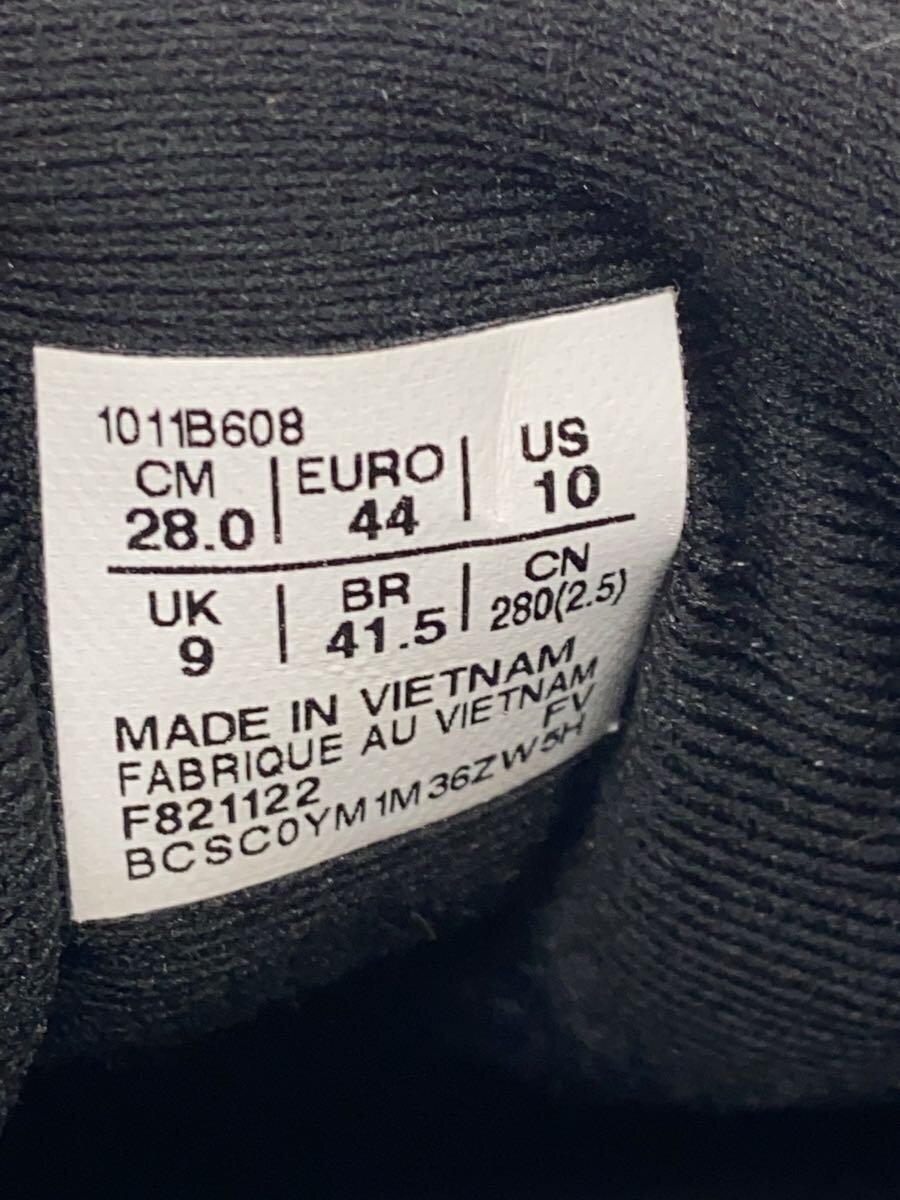 1011B608
CM | EURO | US
28.0 | 44 | 10
UK | BR | CN
9 | 41.5 | 280(2.5)
MADE IN VIETNAM
FABRIQUE AU VIETNAM
F821122 FV
BCSC0YM1M36ZW5H